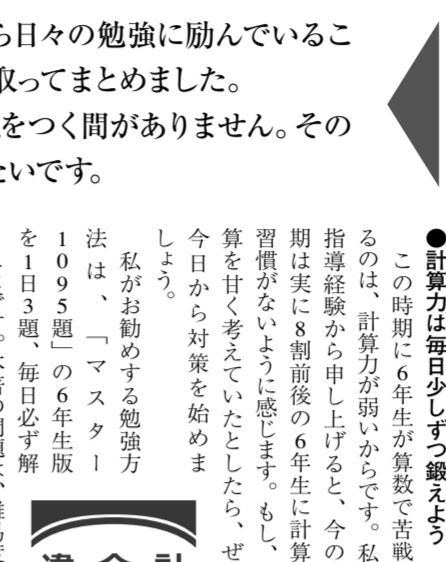 ら日々の勉強に励んでいるこ
取ってまとめました。
をつく間がありません。その
たいです。
●計算力は毎日少しずつ鍛えよう
この時期に6年生が算数で苦戦
るのは、計算力が弱いからです。私
指導経験から申し上げると、今の
期は実に8割前後の6年生に計算
習慣がないように感じます。もし、
算を甘く考えていたとしたら、ぜ
今日から対策を始めま
しょう。
私がお勧めする勉強方
法は、「マスター
1095題」の6年生版
を1日3題、毎日必ず解